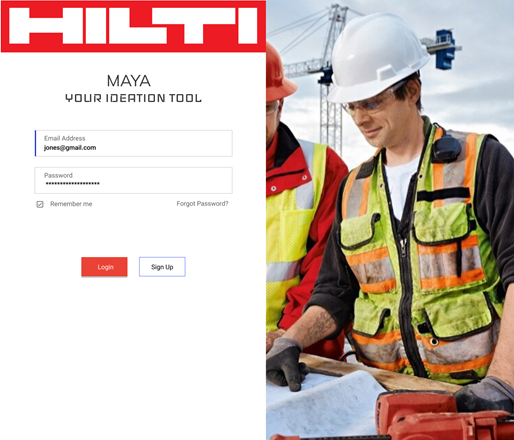 HILTI
MAYA
YOUR IDEATION TOOL
Email Address
jones@gmail.com
Password
*******************
Remember me
Forgot Password?
Login
Sign Up